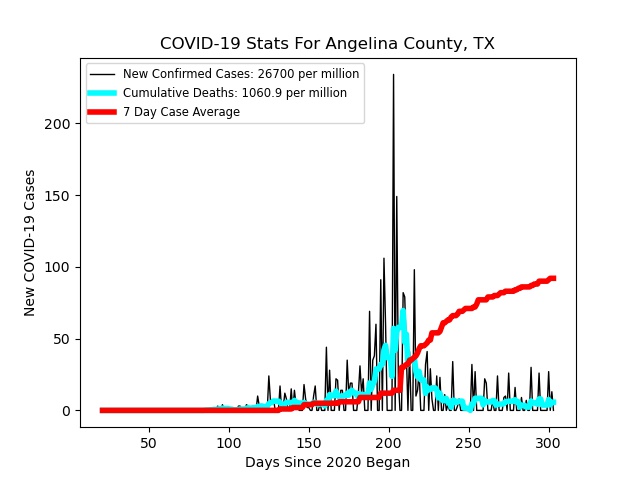 COVID-19 Stats For Angelina County, TX
New Confirmed Cases: 26700 per million
Cumulative Deaths: 1060.9 per million
7 Day Case Average
New COVID-19 Cases
200
150
100
50
0
50 100 150 200 250 300
Days Since 2020 Began